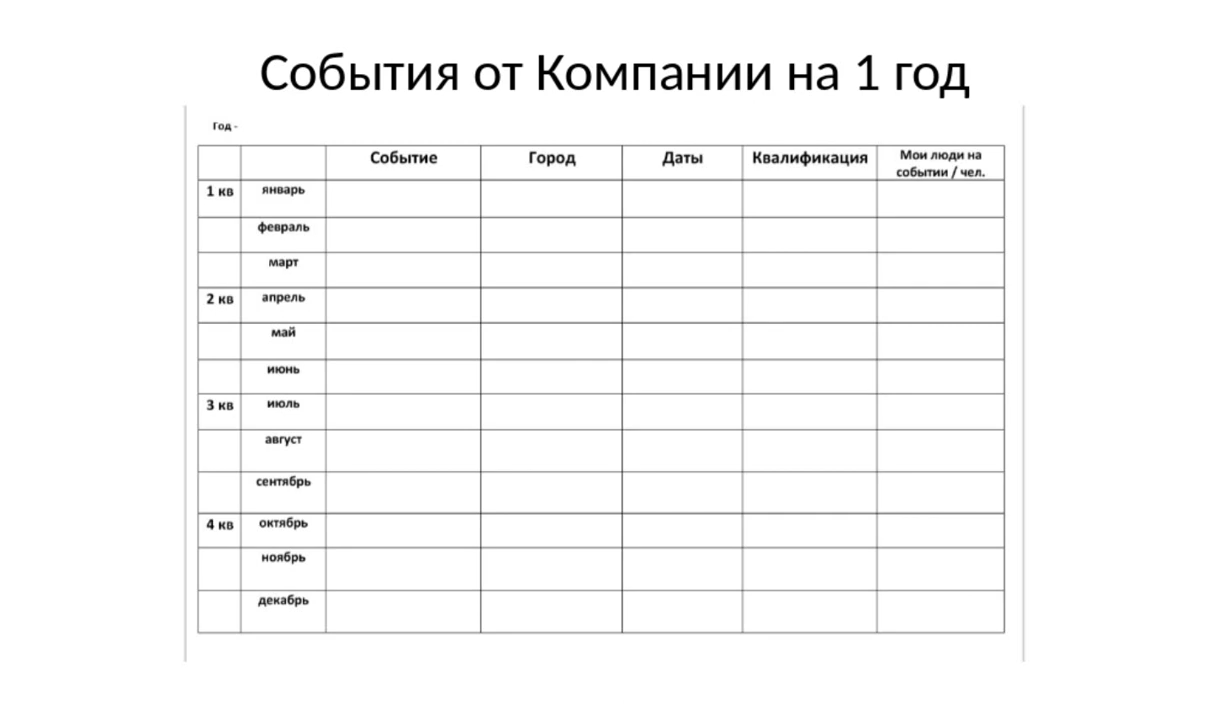 События от Компании на 1 год
Год -
Событие Город Даты Квалификация Мои люди на
событии / чел.
1 кв январь
февраль
март
2 кв апрель
май
июнь
3 кв июль
август
сентябрь
4 кв октябрь
ноябрь
декабрь